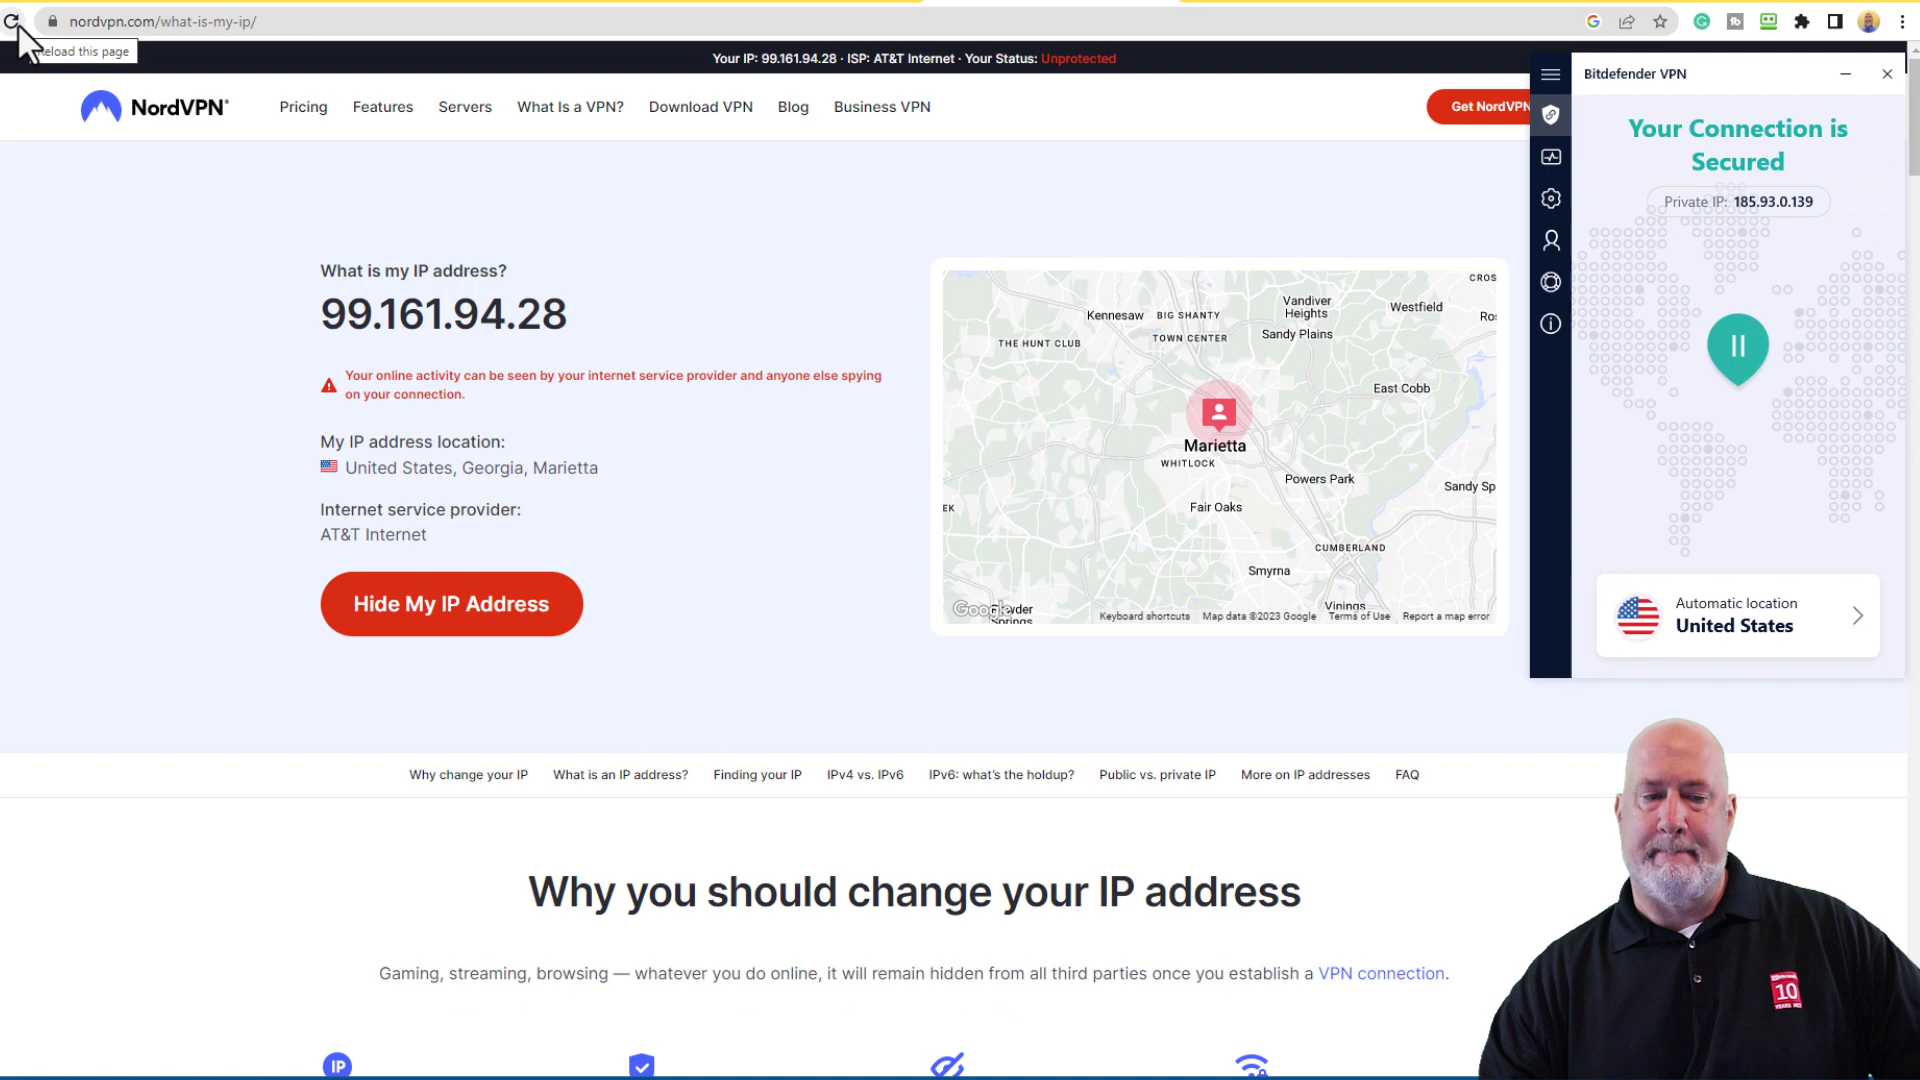 nordvpn.com/what-is-my-ip/
Reload this page
Your IP: 99.161.94.28 · ISP: AT&T Internet · Your Status: Unprotected
NordVPN®
Pricing
Features
Servers
What Is a VPN?
Download VPN
Blog
Business VPN
Get NordVPN
Bitdefender VPN
Your Connection is
Secured
Private IP: 185.93.0.139
Automatic location
United States
What is my IP address?
99.161.94.28
Your online activity can be seen by your internet service provider and anyone else spying
on your connection.
My IP address location:
United States, Georgia, Marietta
Internet service provider:
AT&T Internet
Hide My IP Address
CROS
Vandiver
Heights
Westfield
Kennesaw
BIG SHANTY
TOWN CENTER
Ros
Sandy Plains
THE HUNT CLUB
East Cobb
Marietta
WHITLOCK
Powers Park
Sandy Sp
EK
Fair Oaks
CUMBERLAND
Smyrna
Vinings
Google
Springs
Keyboard shortcuts
Map data ©2023 Google
Terms of Use
Report a map error
Why change your IP
What is an IP address?
Finding your IP
IPv4 vs. IPv6
IPv6: what's the holdup?
Public vs. private IP
More on IP addresses
FAQ
Why you should change your IP address
Gaming, streaming, browsing — whatever you do online, it will remain hidden from all third parties once you establish a VPN connection.
IP
10